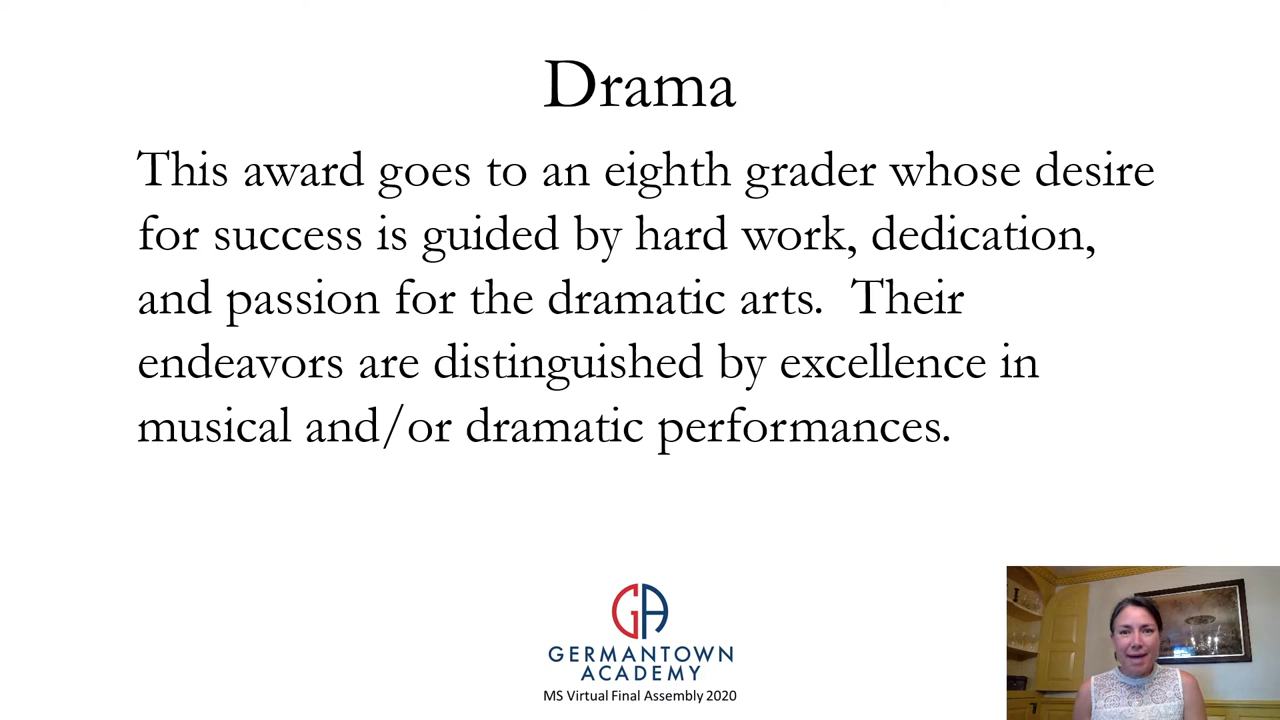 Drama
This award goes to an eighth grader whose desire
for success is guided by hard work, dedication,
and passion for the dramatic arts.  Their
endeavors are distinguished by excellence in
musical and/or dramatic performances.
GA
GERMANTOWN
ACADEMY
MS Virtual Final Assembly 2020